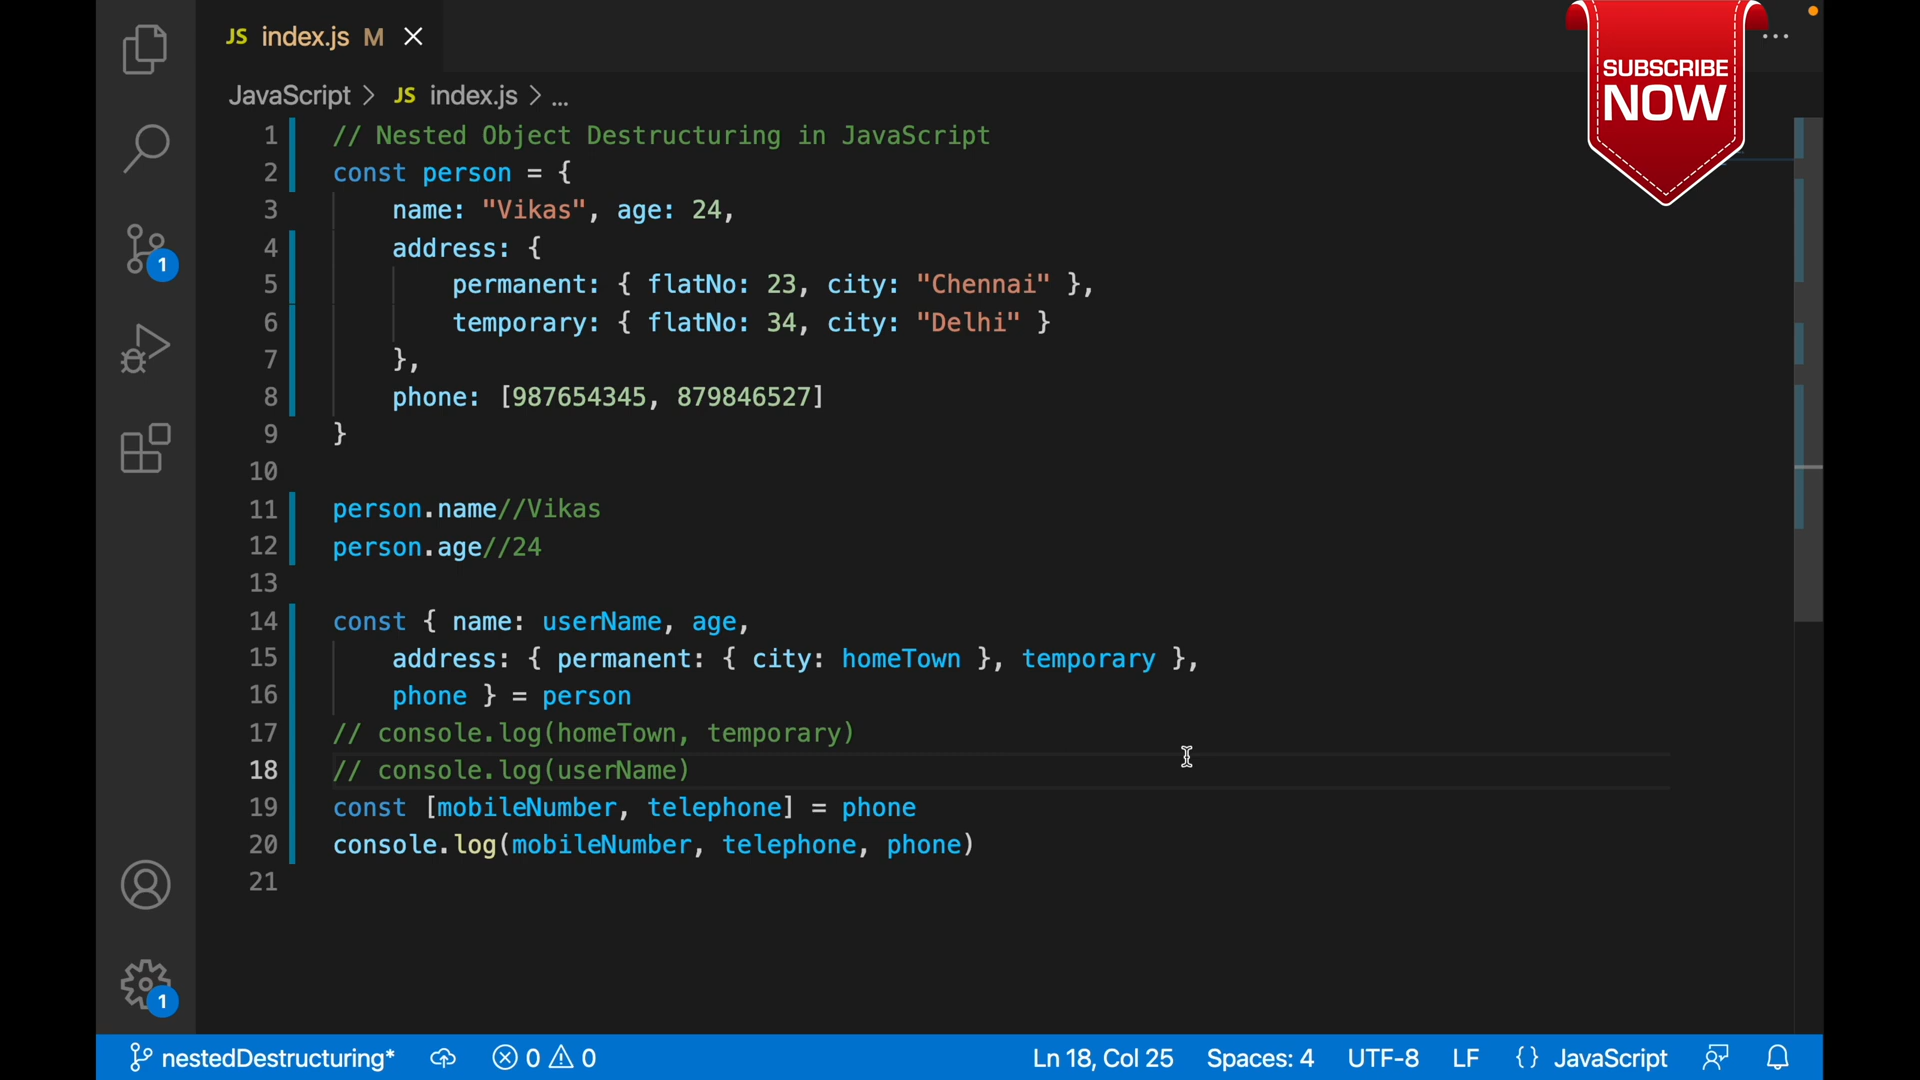 JS index.js M
SUBSCRIBE
NOW
JavaScript > JS index.js > ...
1 // Nested Object Destructuring in JavaScript
2 const person = {
3 name: "Vikas", age: 24,
4 address: {
5 permanent: { flatNo: 23, city: "Chennai" },
6 temporary: { flatNo: 34, city: "Delhi" }
7 },
8 phone: [987654345, 879846527]
9 }
10
11 person.name//Vikas
12 person.age//24
13
14 const { name: userName, age,
15 address: { permanent: { city: homeTown }, temporary },
16 phone } = person
17 // console.log(homeTown, temporary)
18 // console.log(userName)
19 const [mobileNumber, telephone] = phone
20 console.log(mobileNumber, telephone, phone)
21
1
1
nestedDestructuring* 0 0 Ln 18, Col 25 Spaces: 4 UTF-8 LF {} JavaScript